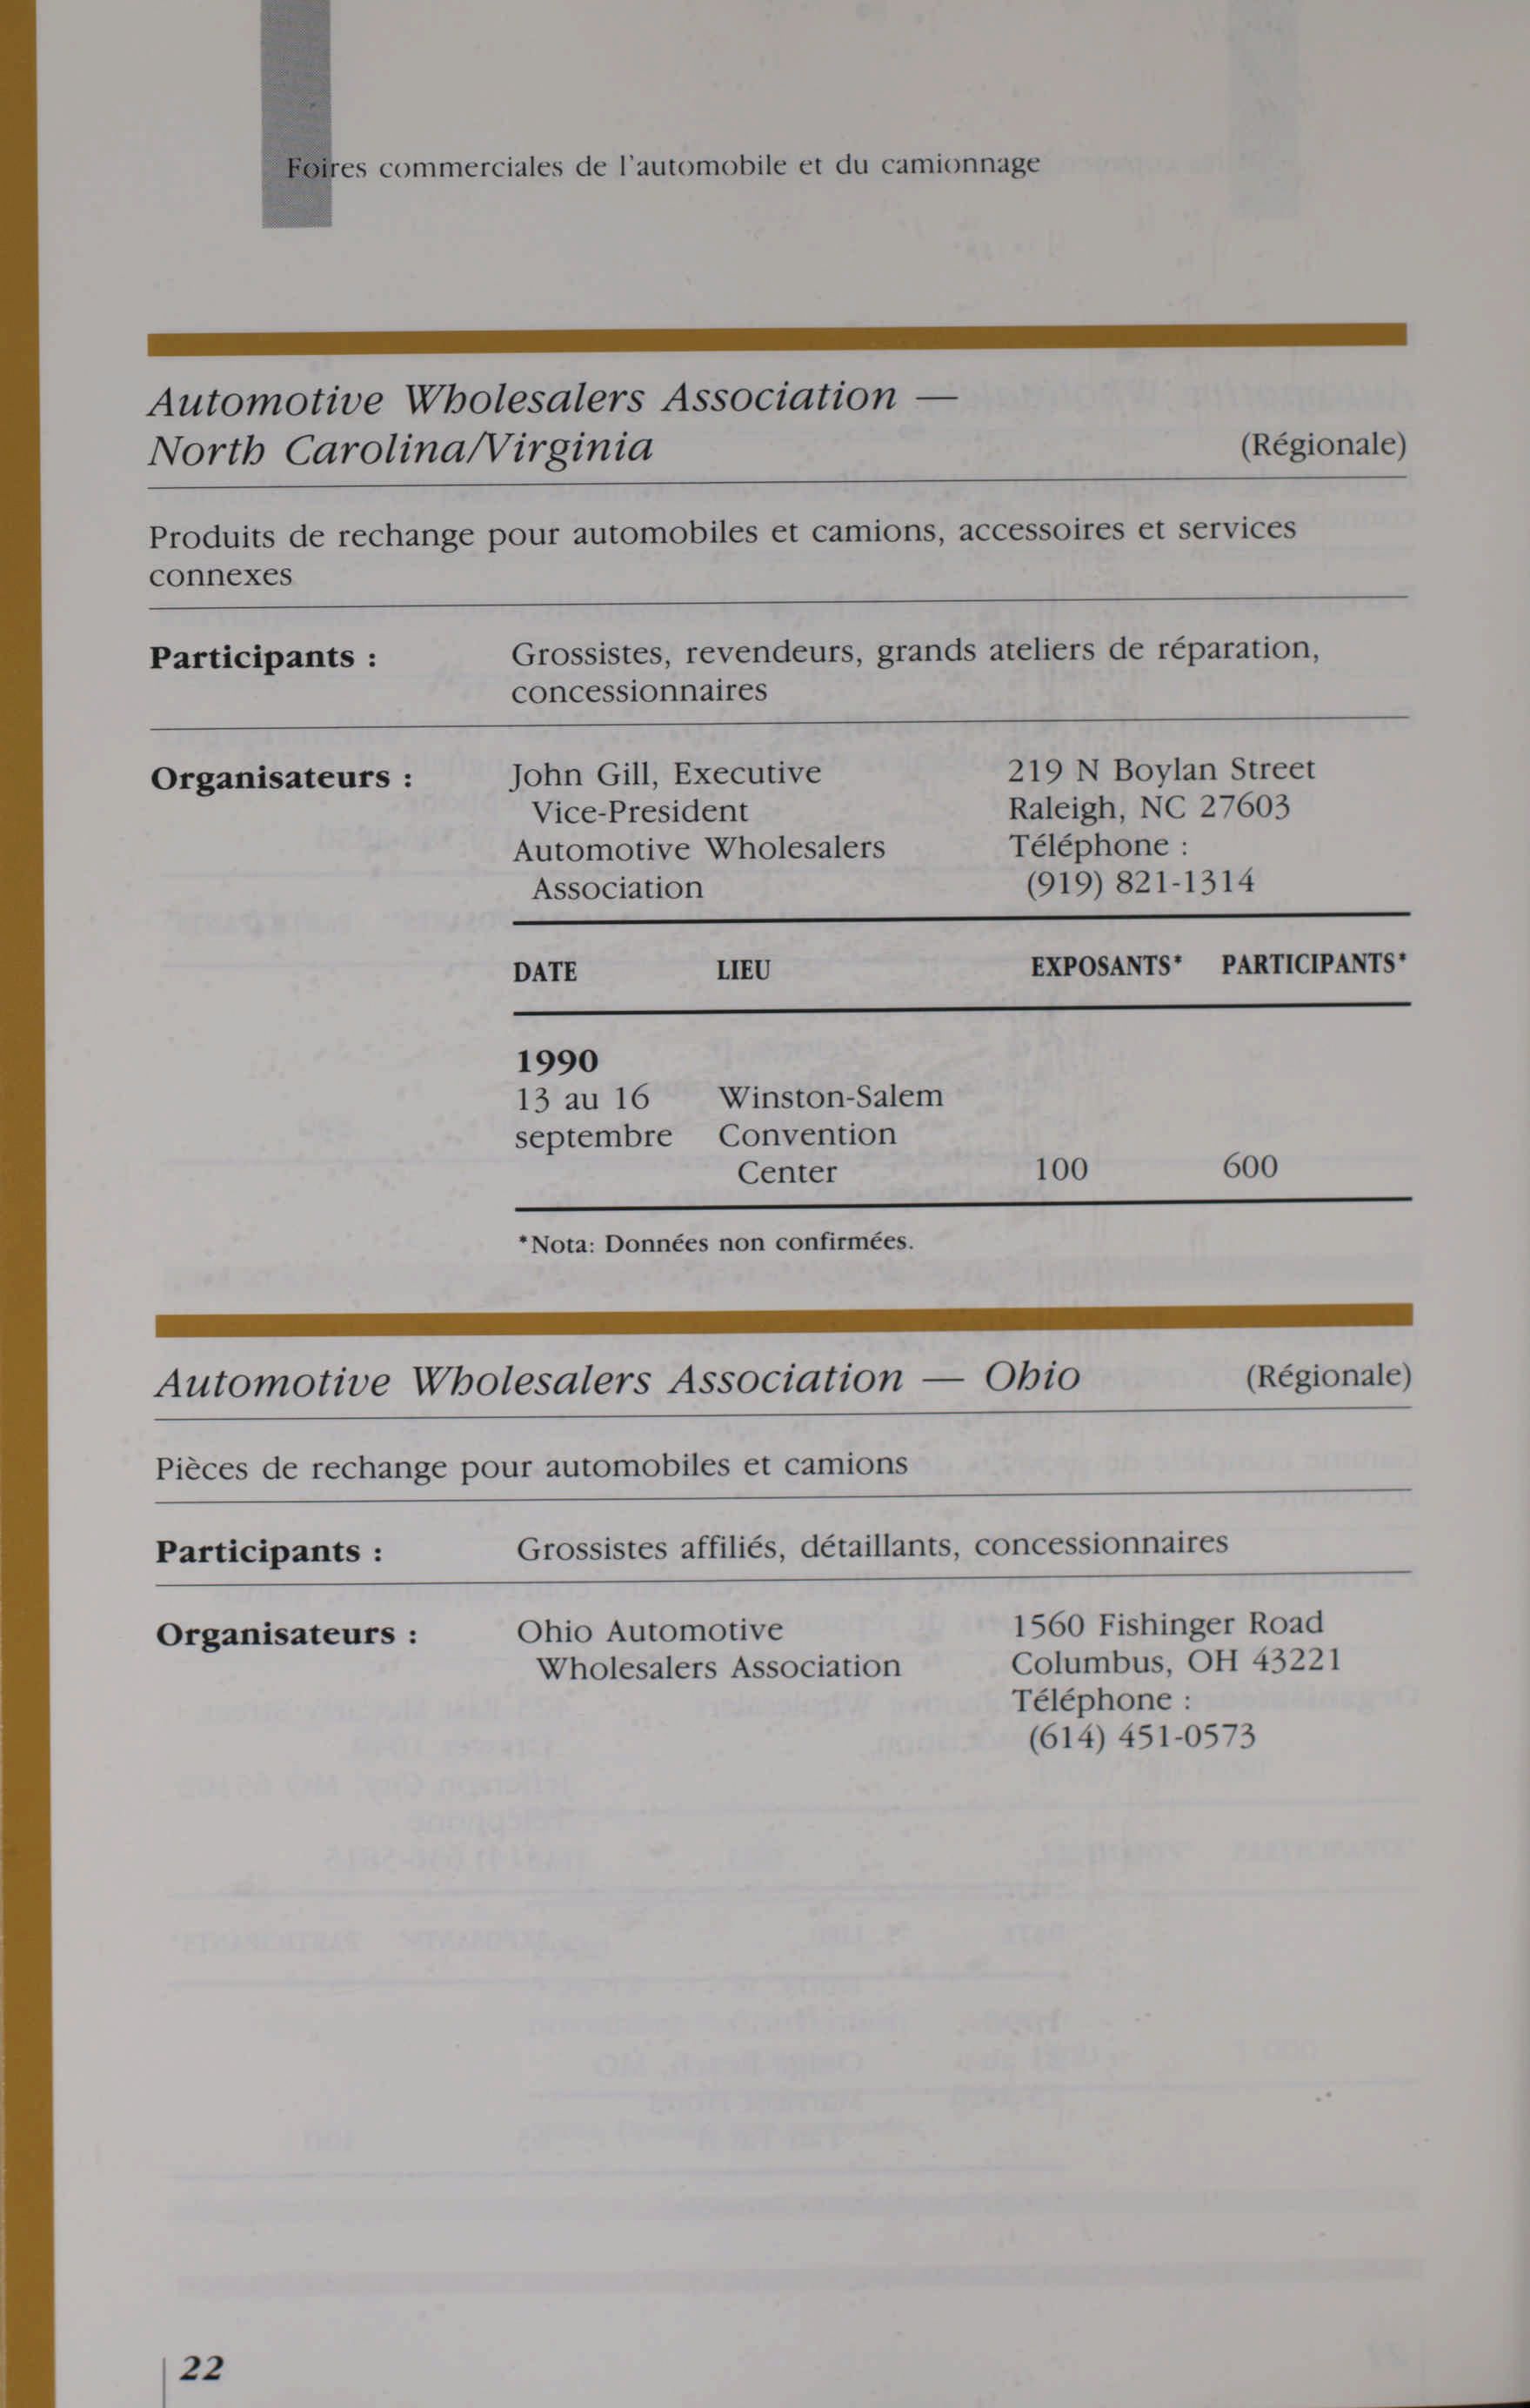 Foires commerciales de l'automobile et du camionnage
Automotive Wholesalers Association —
North Carolina/Virginia (Régionale)
Produits de rechange pour automobiles et camions, accessoires et services
connexes
Participants : Grossistes, revendeurs, grands ateliers de réparation,
concessionnaires
Organisateurs : John Gill, Executive 219 N Boylan Street
Vice-President Raleigh, NC 27603
Automotive Wholesalers Téléphone :
Association (919) 821-1314
DATE LIEU EXPOSANTS* PARTICIPANTS*
1990
13 au 16 Winston-Salem
septembre Convention
Center 100 600
*Nota: Données non confirmées.
Automotive Wholesalers Association — Ohio (Régionale)
Pièces de rechange pour automobiles et camions
Participants : Grossistes affiliés, détaillants, concessionnaires
Organisateurs : Ohio Automotive 1560 Fishinger Road
Wholesalers Association Columbus, OH 43221
Téléphone :
(614) 451-0573
22